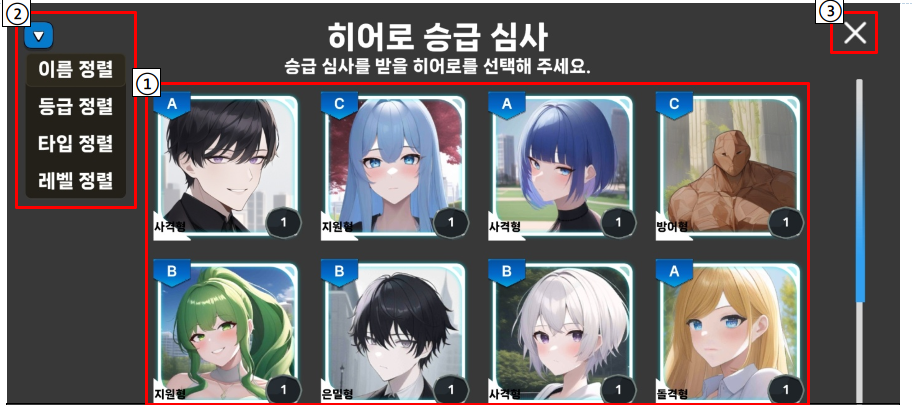 ②
③
▼
히어로 승급 심사
승급 심사를 받을 히어로를 선택해 주세요.
이름 정렬
등급 정렬
타입 정렬
레벨 정렬
①
A
C
A
C
사격형 1
지원형 1
사격형 1
방어형 1
B
B
B
A
지원형 1
은밀형 1
사격형 1
돌격형 1